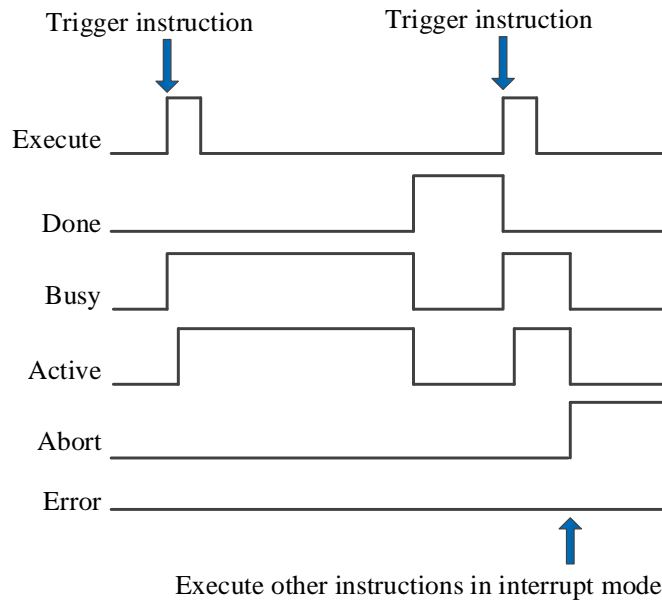 Trigger instruction Trigger instruction
Execute
Done
Busy
Active
Abort
Error
Execute other instructions in interrupt mode